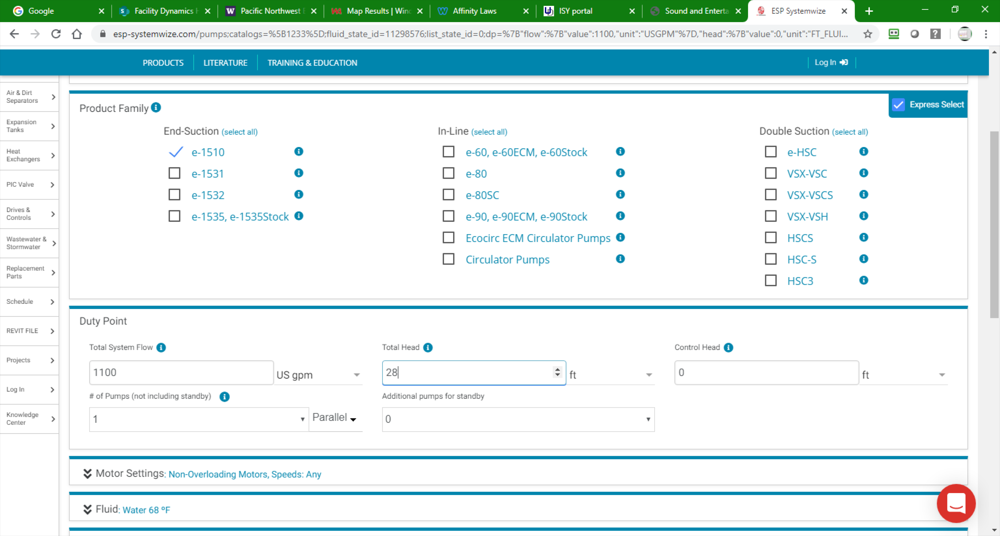 Google
Facility Dynamics
Pacific Northwest
Map Results | Winc
Affinity Laws
ISY portal
Sound and Enterta
ESP Systemwize
esp-systemwize.com/pumps;catalogs=%5B1233%5D;fluid_state_id=11298576;list_state_id=0;dp=%7B"flow":%7B"value":1100,"unit":"USGPM"%7D,"head":%7B"value":0,"unit":"FT_FLUI...
PRODUCTS
LITERATURE
TRAINING & EDUCATION
Log In
Air & Dirt
Separators
Expansion
Tanks
Heat
Exchangers
PIC Valve
Drives &
Controls
Wastewater &
Stormwater
Replacement
Parts
Schedule
REVIT FILE
Projects
Log In
Knowledge
Center
Product Family
Express Select
End-Suction (select all)
e-1510
e-1531
e-1532
e-1535, e-1535Stock
In-Line (select all)
e-60, e-60ECM, e-60Stock
e-80
e-80SC
e-90, e-90ECM, e-90Stock
Ecocirc ECM Circulator Pumps
Circulator Pumps
Double Suction (select all)
e-HSC
VSX-VSC
VSX-VSCS
VSX-VSH
HSCS
HSC-S
HSC3
Duty Point
Total System Flow
1100 US gpm
Total Head
28 ft
Control Head
0 ft
# of Pumps (not including standby)
1 Parallel
Additional pumps for standby
0
Motor Settings: Non-Overloading Motors, Speeds: Any
Fluid: Water 68 ºF